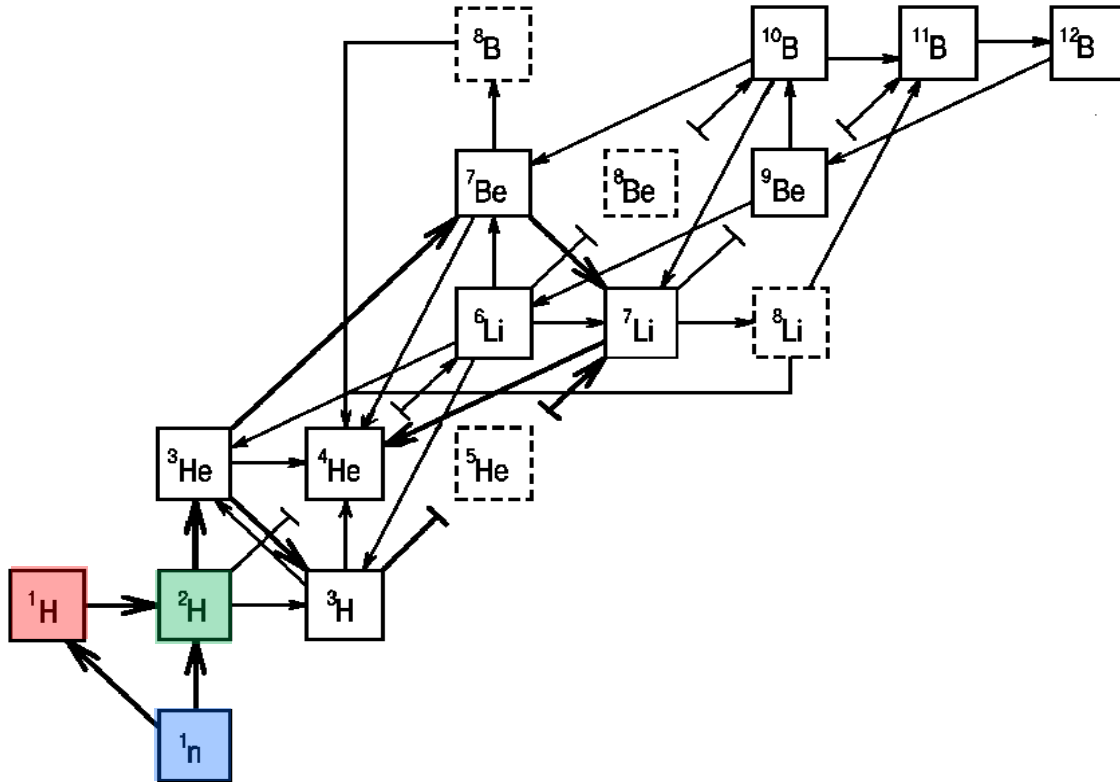 ⁸B
¹⁰B
¹¹B
¹²B
⁷Be
⁸Be
⁹Be
⁶Li
⁷Li
⁸Li
³He
⁴He
⁵He
¹H
²H
³H
¹n